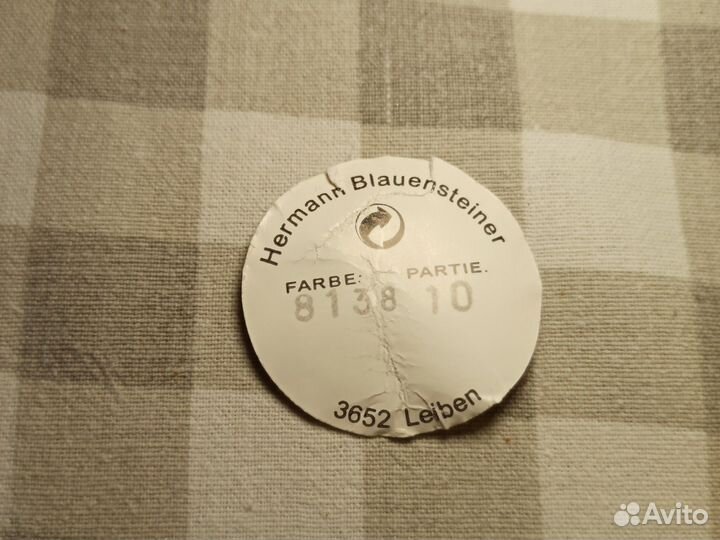 Hermann Blauensteiner
FARBE: PARTIE.
8138 10
3652 Leiben
Avito